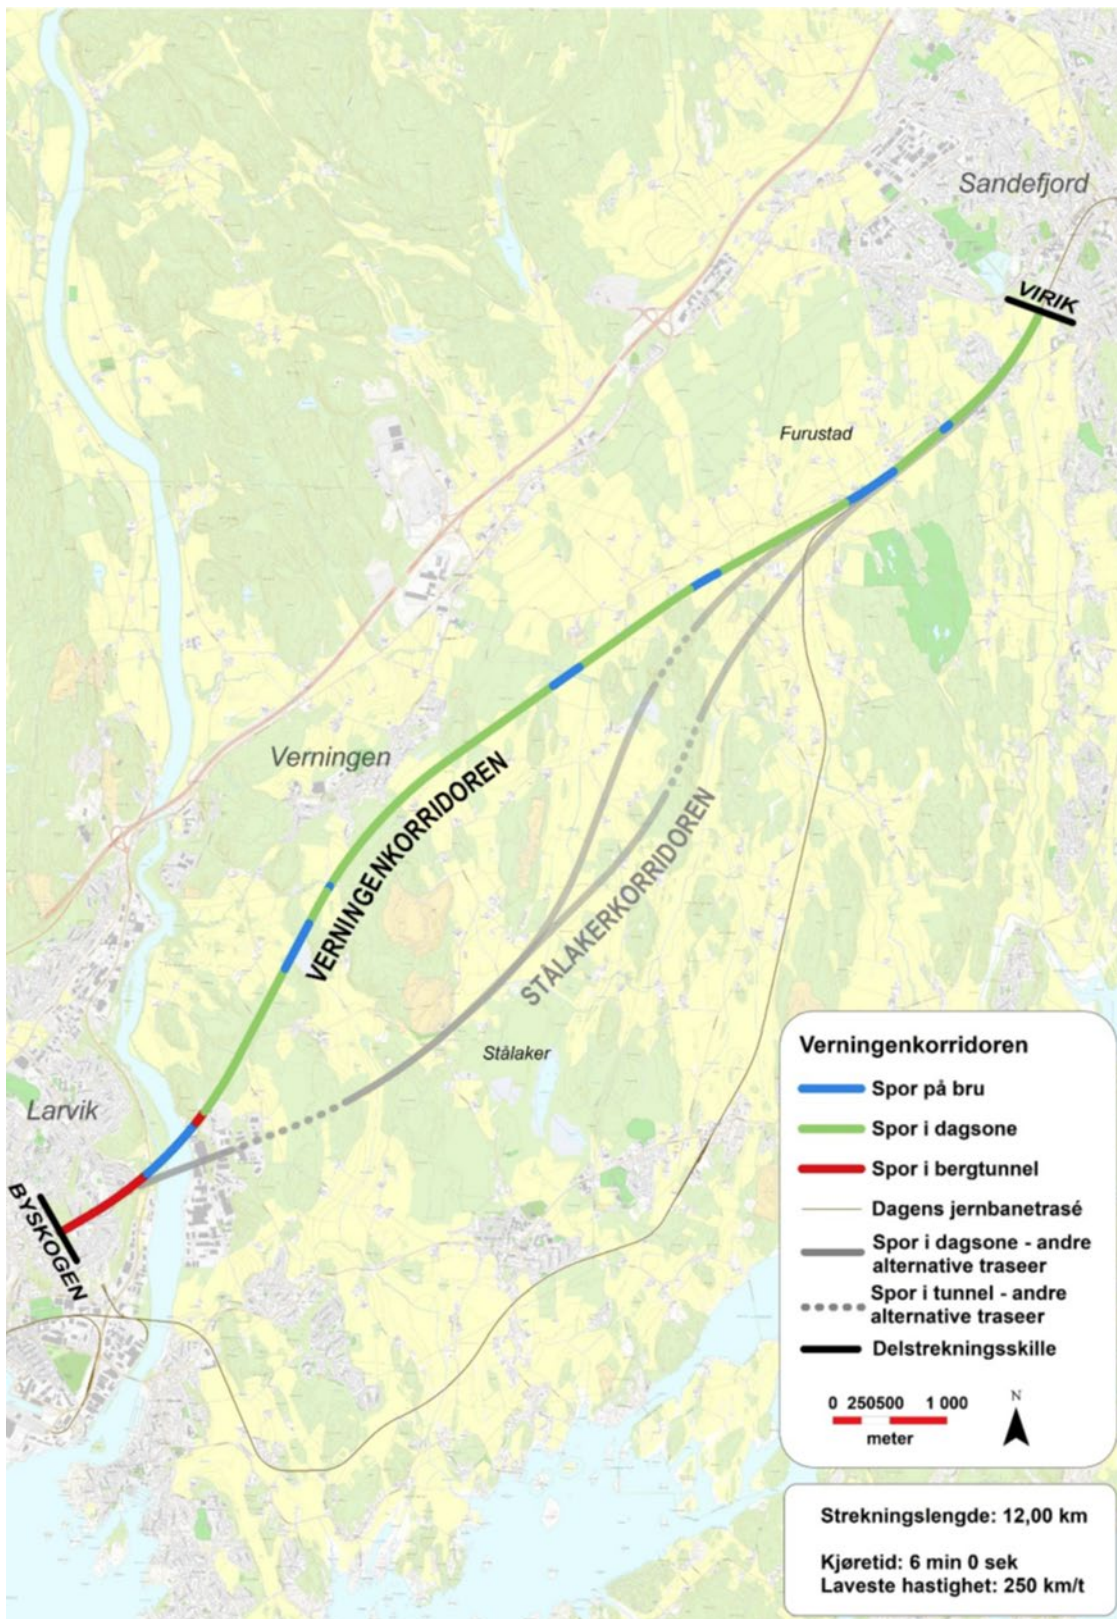 Sandefjord
VIRIK
Furustad
Verningen
VERNINGENKORRIDOREN
STÅLAKERKORRIDOREN
Stålaker
Larvik
BYSKOGEN
Verningenkorridoren
Spor på bru
Spor i dagsone
Spor i bergtunnel
Dagens jernbanetrasé
Spor i dagsone - andre
alternative traseer
Spor i tunnel - andre
alternative traseer
Delstrekningsskille
0 250500 1 000
meter
N
Strekningslengde: 12,00 km
Kjøretid: 6 min 0 sek
Laveste hastighet: 250 km/t